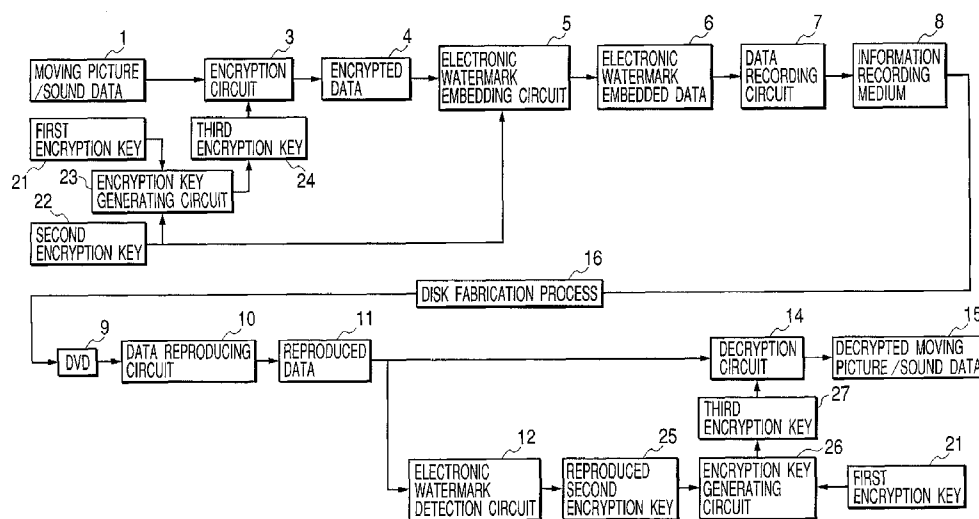 1
MOVING PICTURE
/SOUND DATA
3
ENCRYPTION
CIRCUIT
4
ENCRYPTED
DATA
5
ELECTRONIC
WATERMARK
EMBEDDING CIRCUIT
6
ELECTRONIC
WATERMARK
EMBEDDED DATA
7
DATA
RECORDING
CIRCUIT
8
INFORMATION
RECORDING
MEDIUM
FIRST
ENCRYPTION KEY
21
THIRD
ENCRYPTION KEY
24
23
ENCRYPTION KEY
GENERATING CIRCUIT
22
SECOND
ENCRYPTION KEY
16
DISK FABRICATION PROCESS
9
DVD
10
DATA REPRODUCING
CIRCUIT
11
REPRODUCED
DATA
14
DECRYPTION
CIRCUIT
15
DECRYPTED MOVING
PICTURE/SOUND DATA
27
THIRD
ENCRYPTION KEY
12
ELECTRONIC
WATERMARK
DETECTION CIRCUIT
25
REPRODUCED
SECOND
ENCRYPTION KEY
26
ENCRYPTION KEY
GENERATING
CIRCUIT
21
FIRST
ENCRYPTION KEY